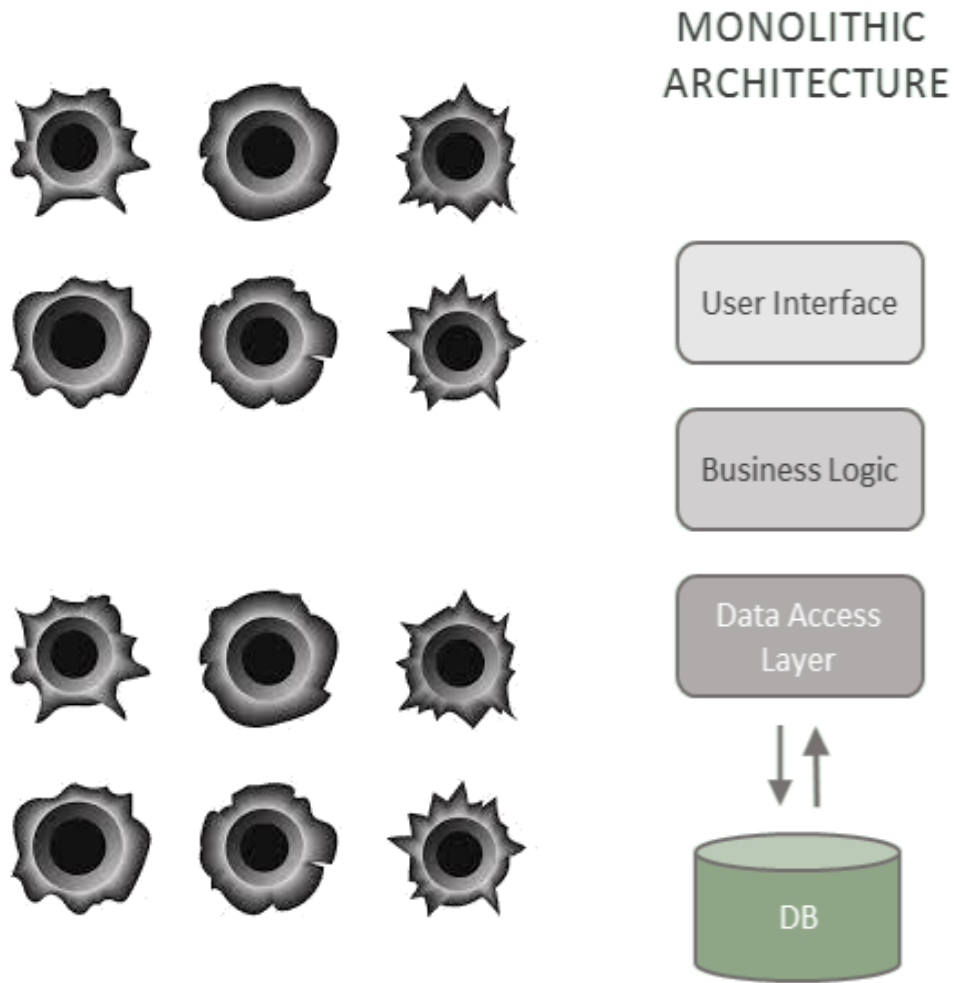 MONOLITHIC
ARCHITECTURE
User Interface
Business Logic
Data Access
Layer
DB